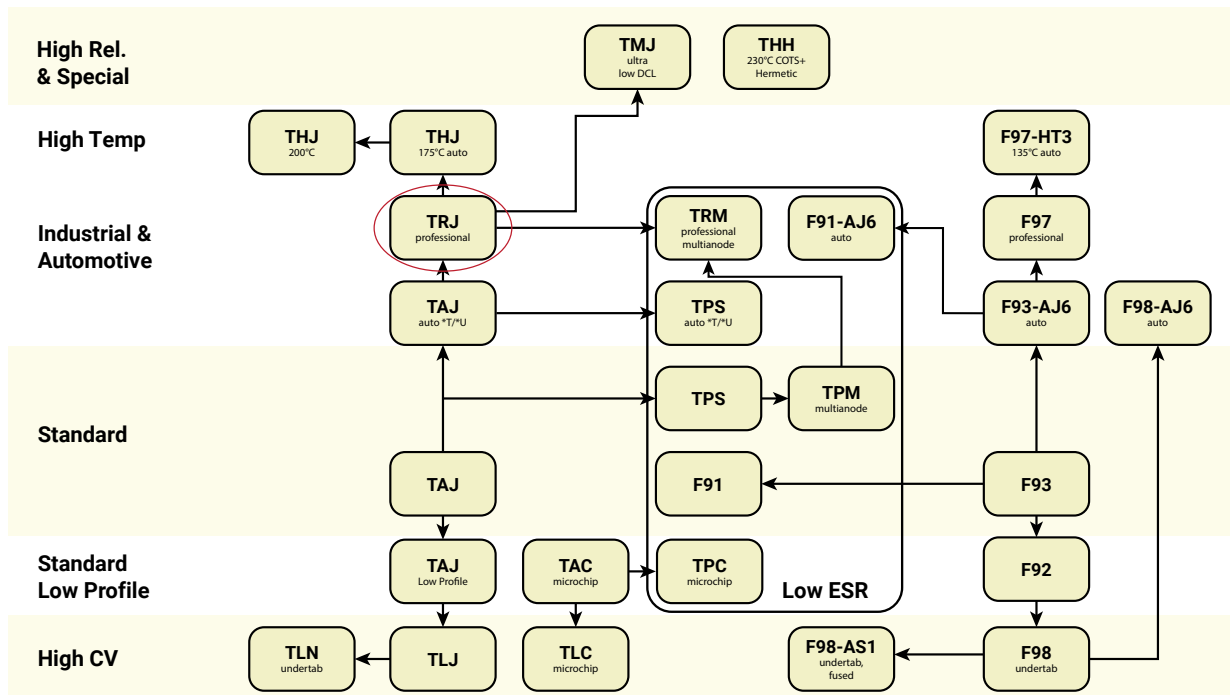 High Rel.
& Special
TMJ
ultra
low DCL
THH
230°C COTS+
Hermetic
High Temp
THJ
200°C
THJ
175°C auto
F97-HT3
135°C auto
Industrial &
Automotive
TRJ
professional
TRM
professional
multianode
F91-AJ6
auto
F97
professional
TAJ
auto *T/*U
TPS
auto *T/*U
F93-AJ6
auto
F98-AJ6
auto
Standard
TPS
TPM
multianode
TAJ
F91
F93
Standard
Low Profile
TAJ
Low Profile
TAC
microchip
TPC
microchip
Low ESR
F92
High CV
TLN
undertab
TLJ
TLC
microchip
F98-AS1
undertab,
fused
F98
undertab